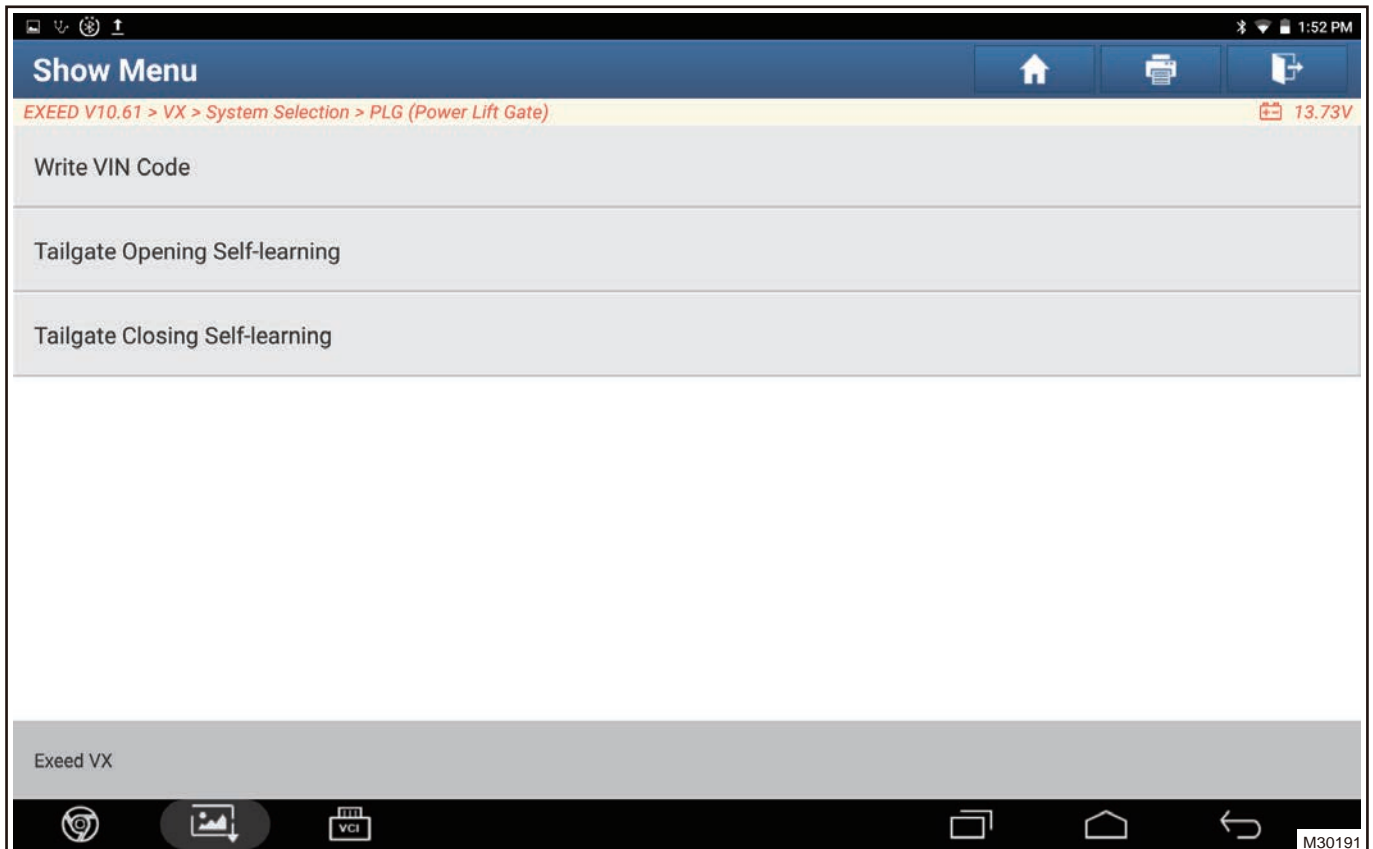 1:52 PM
Show Menu
EXEED V10.61 > VX > System Selection > PLG (Power Lift Gate)
13.73V
Write VIN Code
Tailgate Opening Self-learning
Tailgate Closing Self-learning
Exeed VX
VCI
M30191